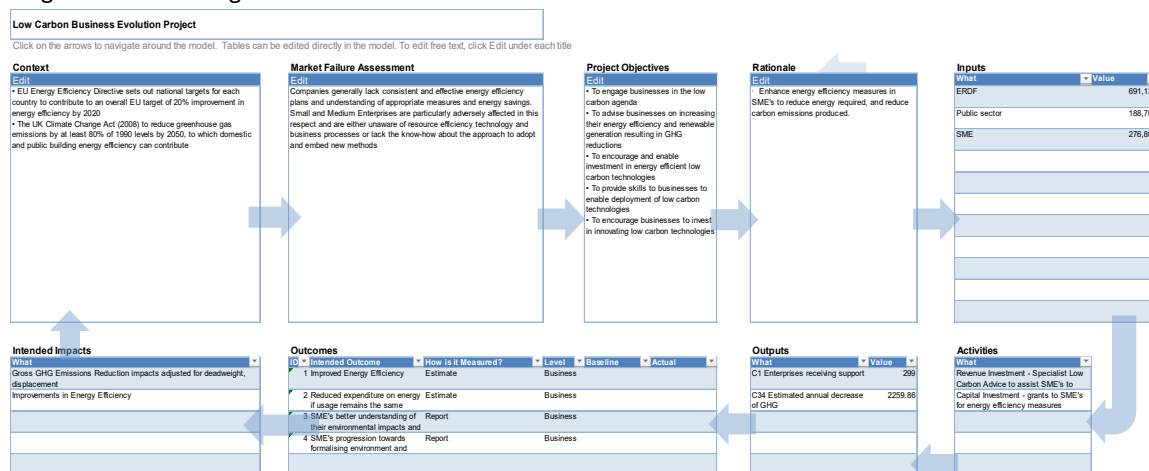 Low Carbon Business Evolution Project
Click on the arrows to navigate around the model. Tables can be edited directly in the model. To edit free text, click Edit under each title
Context
Edit
• EU Energy Efficiency Directive sets out national targets for each
country to contribute to an overall EU target of 20% improvement in
energy efficiency by 2020
• The UK Climate Change Act (2008) to reduce greenhouse gas
emissions by at least 80% of 1990 levels by 2050, to which domestic
and public building energy efficiency can contribute
Market Failure Assessment
Edit
Companies generally lack consistent and effective energy efficiency
plans and understanding of appropriate measures and energy savings.
Small and Medium Enterprises are particularly adversely affected in this
respect and are either unaware of resource efficiency technology and
business processes or lack the know-how about the approach to adopt
and embed new methods
Project Objectives
Edit
• To engage businesses in the low
carbon agenda
• To advise businesses on increasing
their energy efficiency and renewable
generation resulting in GHG
reductions
• To encourage and enable
investment in energy efficient low
carbon technologies
• To provide skills to businesses to
enable deployment of low carbon
technologies
• To encourage businesses to invest
in innovating low carbon technologies
Rationale
Edit
· Enhance energy efficiency measures in
SME's to reduce energy required, and reduce
carbon emissions produced.
Inputs
What Value
ERDF 691,1
Public sector 188,7
SME 276,8
Intended Impacts
What
Gross GHG Emissions Reduction impacts adjusted for deadweight,
displacement
Improvements in Energy Efficiency
Outcomes
ID Intended Outcome How is it Measured? Level Baseline Actual
1 Improved Energy Efficiency Estimate Business
2 Reduced expenditure on energy Estimate Business
if usage remains the same
3 SME's better understanding of Report Business
their environmental impacts and
4 SME's progression towards Report Business
formalising environment and
Outputs
What Value
C1 Enterprises receiving support 299
C34 Estimated annual decrease 2259.86
of GHG
Activities
What
Revenue Investment - Specialist Low
Carbon Advice to assist SME's to
Capital Investment - grants to SME's
for energy efficiency measures